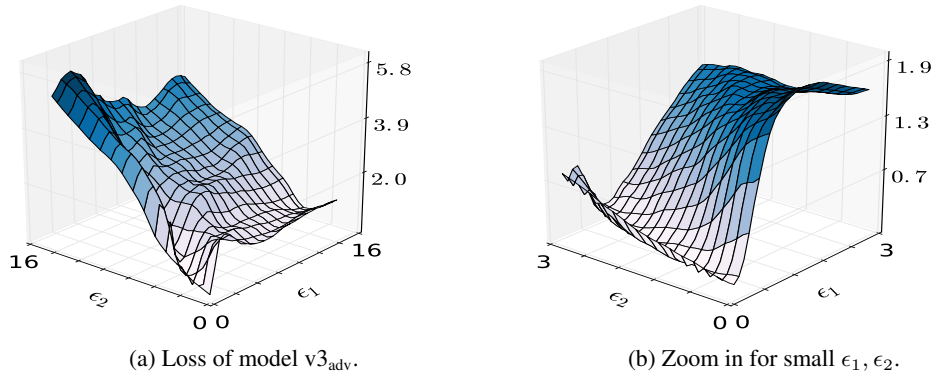 5.8
3.9
2.0
16
ϵ₂
0 0
ϵ₁
16
(a) Loss of model v3adv.
1.9
1.3
0.7
3
ϵ₂
0 0
ϵ₁
3
(b) Zoom in for small ϵ₁, ϵ₂.